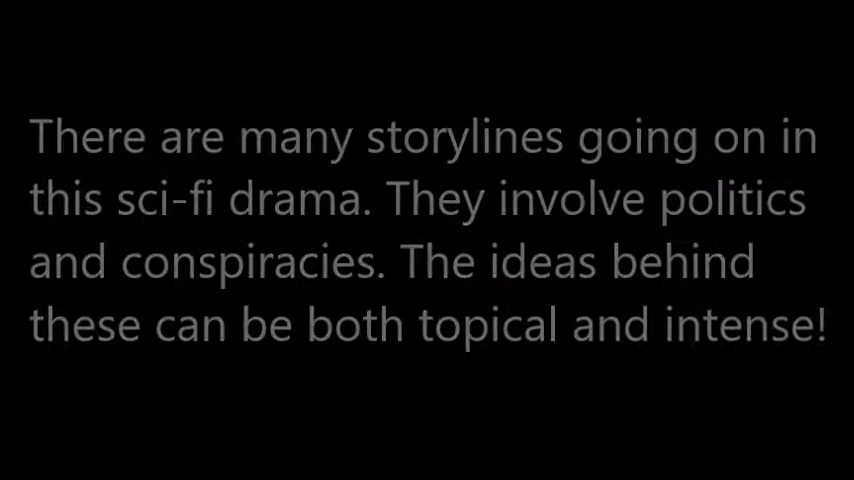 There are many storylines going on in
this sci-fi drama. They involve politics
and conspiracies. The ideas behind
these can be both topical and intense!